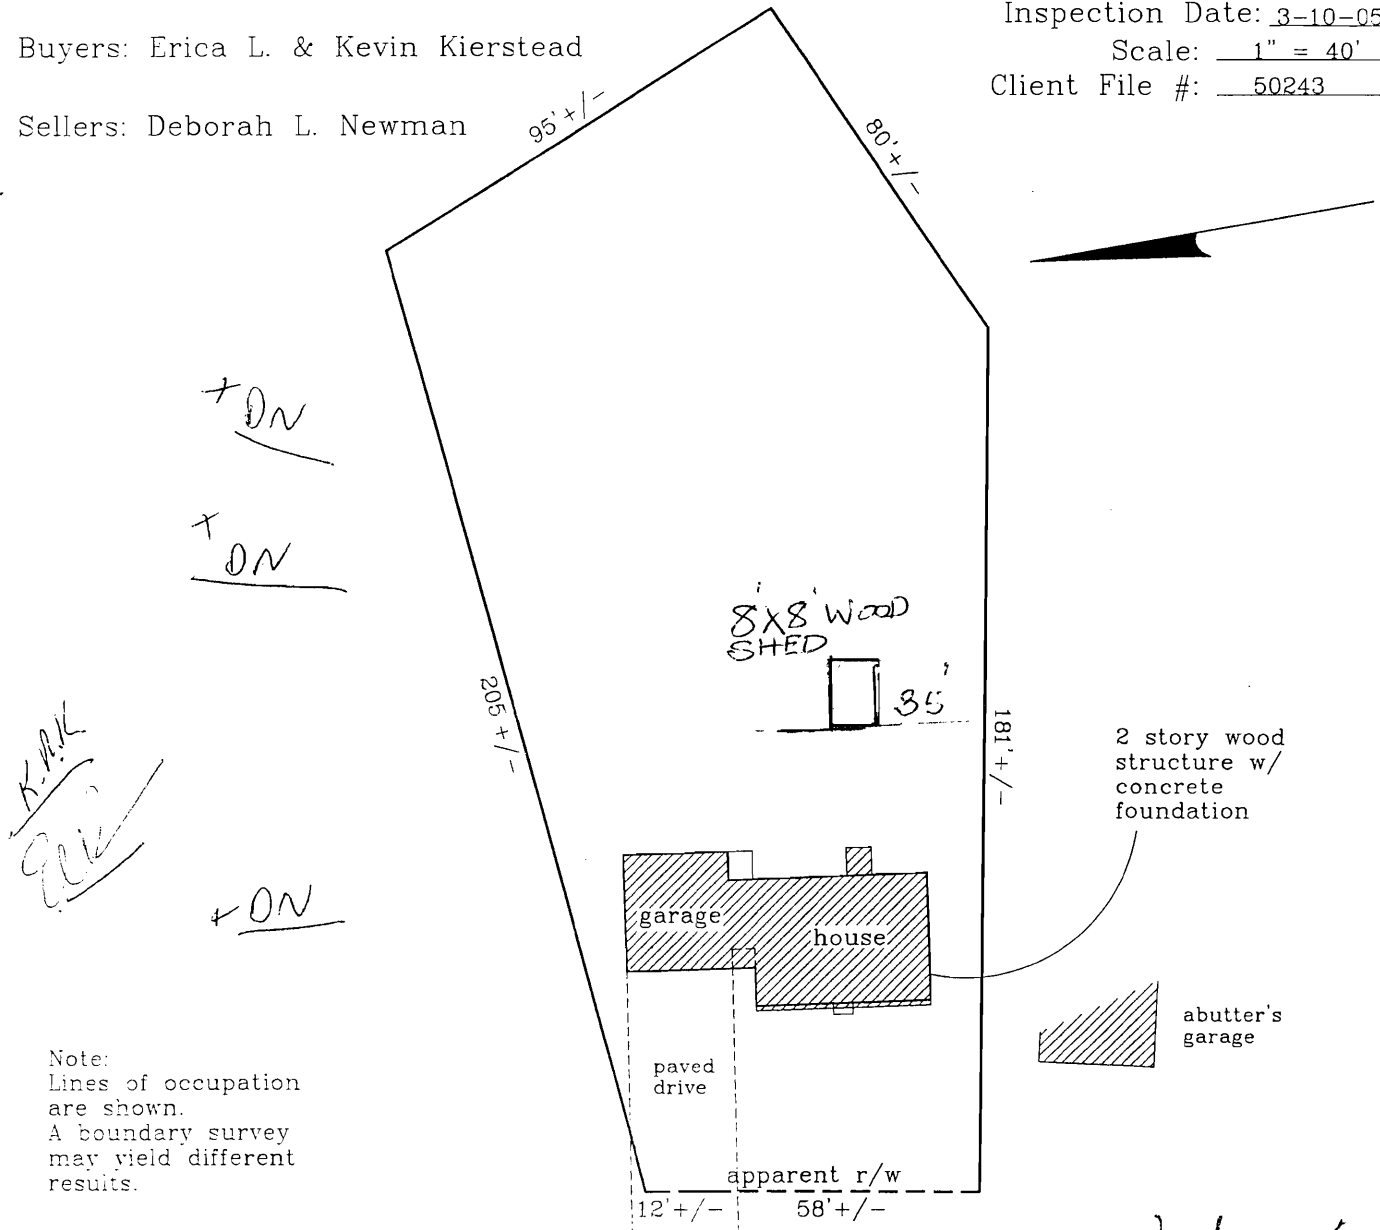 Buyers: Erica L. & Kevin Kierstead
Sellers: Deborah L. Newman
Inspection Date: 3-10-05
Scale: 1" = 40'
Client File #: 50243
95'+/-
80'+/-
+ DN
+ DN
8'X8' WOOD
SHED
35'
205 +/-
181'+/-
2 story wood
structure w/
concrete
foundation
K.R.K
+ DN
garage
house
abutter's
garage
paved
drive
Note:
Lines of occupation
are shown.
A boundary survey
may yield different
results.
apparent r/w
12'+/-
58'+/-